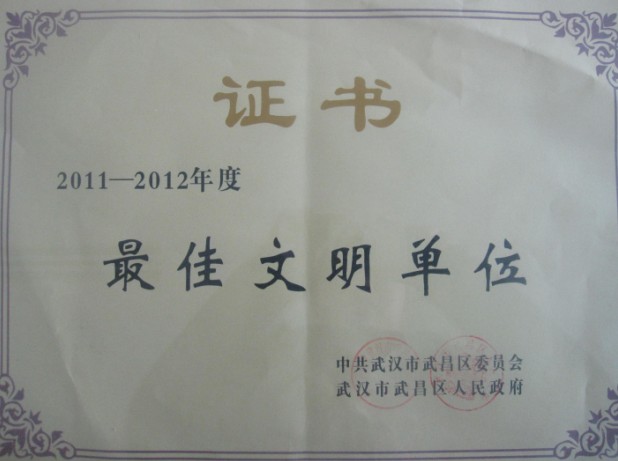 证书
2011—2012年度
最佳文明单位
中共武汉市武昌区委员会
武汉市武昌区人民政府